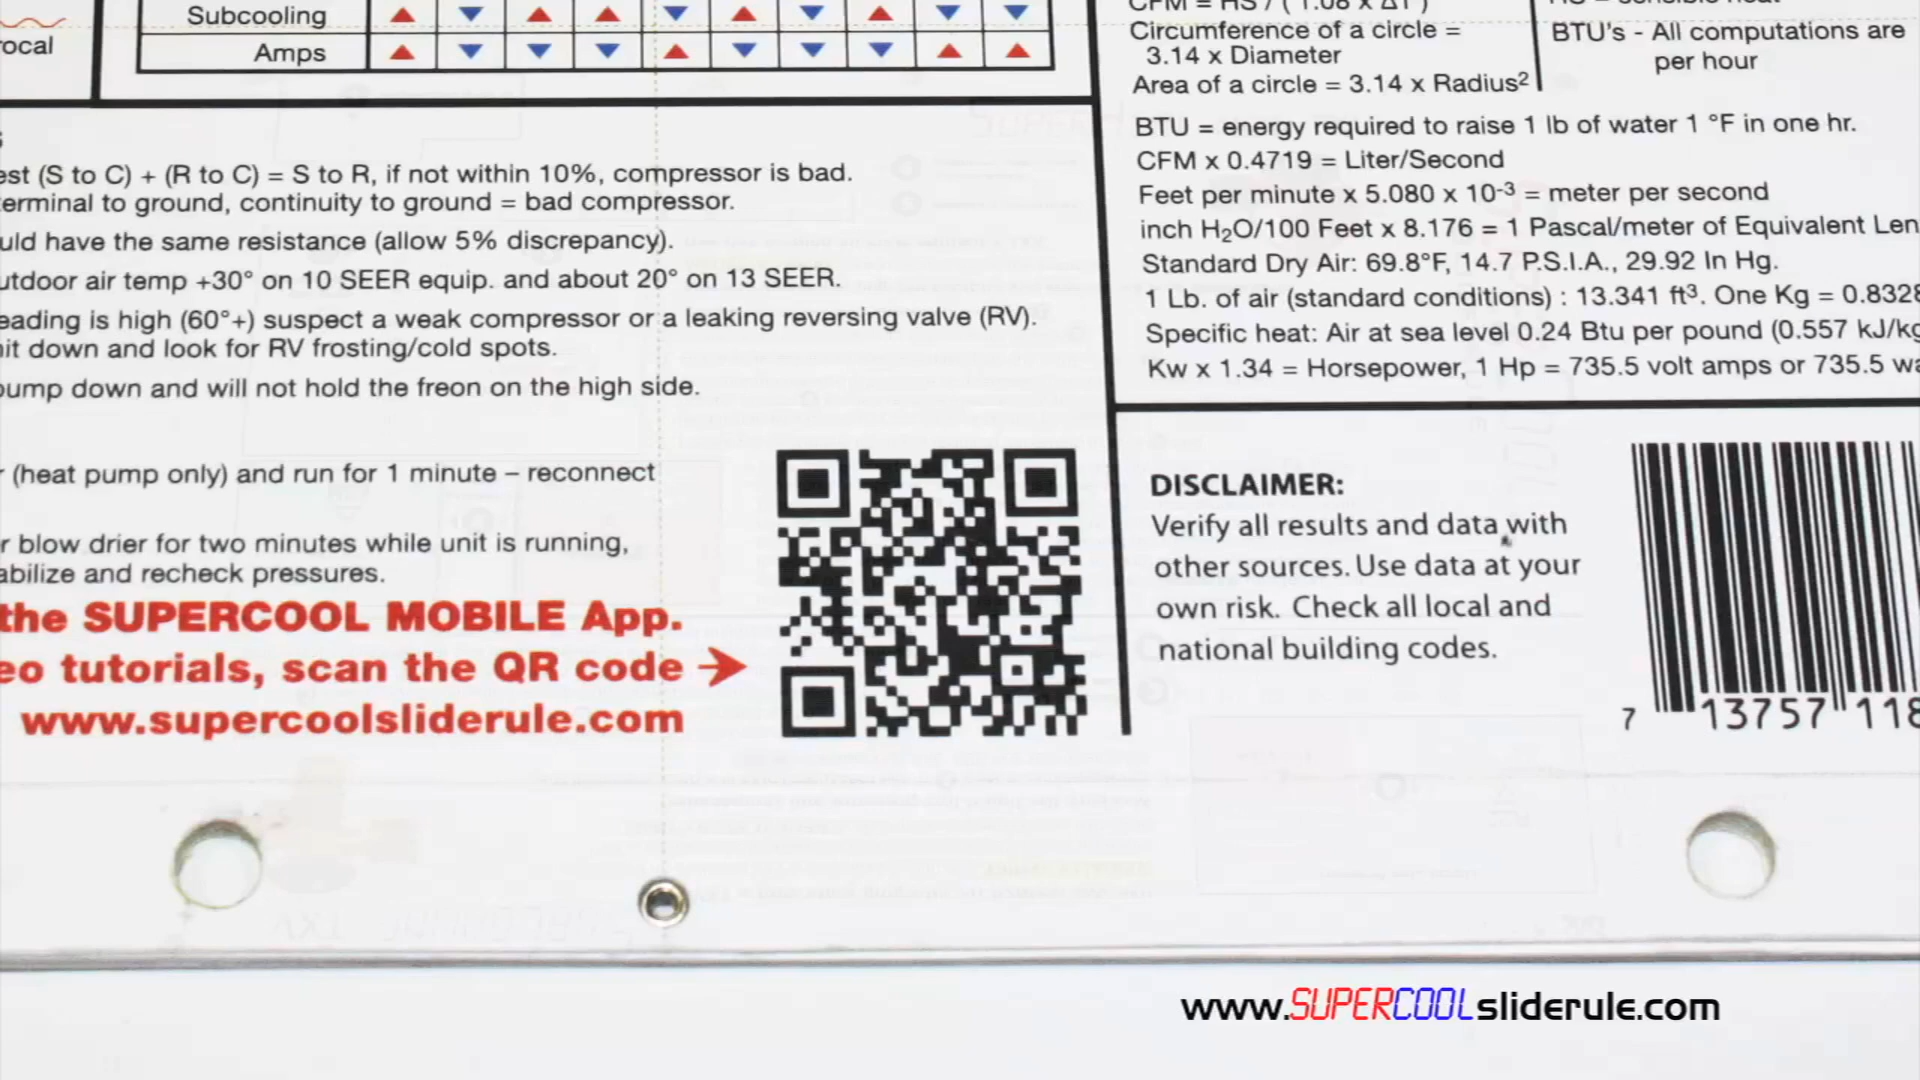 Subcooling
Amps
ocal
est (S to C) + (R to C) = S to R, if not within 10%, compressor is bad.
erminal to ground, continuity to ground = bad compressor.
uld have the same resistance (allow 5% discrepancy).
utdoor air temp +30° on 10 SEER equip. and about 20° on 13 SEER.
eading is high (60°+) suspect a weak compressor or a leaking reversing valve (RV).
it down and look for RV frosting/cold spots.
ump down and will not hold the freon on the high side.
r (heat pump only) and run for 1 minute – reconnect
r blow drier for two minutes while unit is running,
abilize and recheck pressures.
the SUPERCOOL MOBILE App.
eo tutorials, scan the QR code
www.supercoolsliderule.com
CFM = HS / ( 1.08 x ΔT )
Circumference of a circle =
3.14 x Diameter
Area of a circle = 3.14 x Radius²
BTU's - All computations are
per hour
BTU = energy required to raise 1 lb of water 1 °F in one hr.
CFM x 0.4719 = Liter/Second
Feet per minute x 5.080 x 10⁻³ = meter per second
inch H₂O/100 Feet x 8.176 = 1 Pascal/meter of Equivalent Len
Standard Dry Air: 69.8°F, 14.7 P.S.I.A., 29.92 In Hg.
1 Lb. of air (standard conditions) : 13.341 ft³. One Kg = 0.8328
Specific heat: Air at sea level 0.24 Btu per pound (0.557 kJ/kg
Kw x 1.34 = Horsepower, 1 Hp = 735.5 volt amps or 735.5 wa
DISCLAIMER:
Verify all results and data with
other sources. Use data at your
own risk. Check all local and
national building codes.
7 13757 118
www.SUPERCOOLsliderule.com